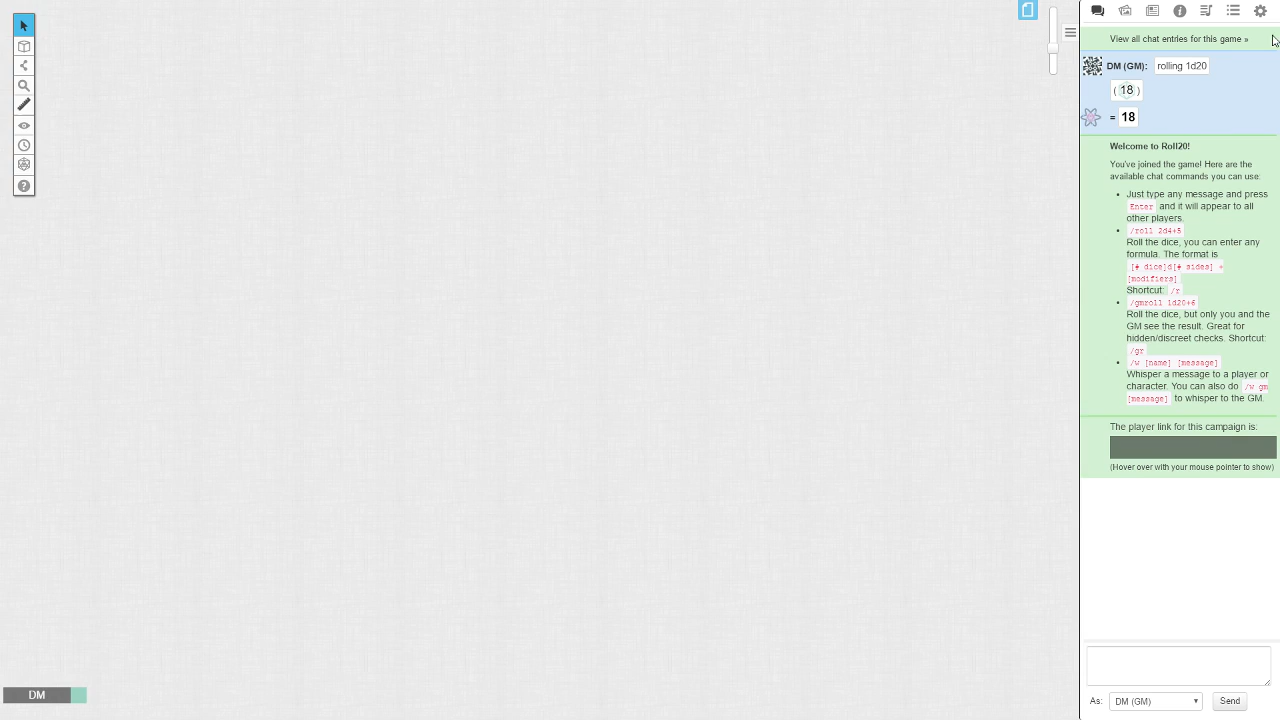 View all chat entries for this game »
DM (GM): rolling 1d20
( 18 )
= 18
Welcome to Roll20!
You've joined the game! Here are the
available chat commands you can use:
• Just type any message and press
Enter and it will appear to all
other players.
• /roll 2d4+5
Roll the dice, you can enter any
formula. The format is
[# dice]d[# sides] +
[modifiers]
Shortcut: /r
• /gmroll 1d20+6
Roll the dice, but only you and the
GM see the result. Great for
hidden/discreet checks. Shortcut:
/gr
• /w [name] [message]
Whisper a message to a player or
character. You can also do /w gm
[message] to whisper to the GM.
The player link for this campaign is:
(Hover over with your mouse pointer to show)
DM
As: DM (GM) Send